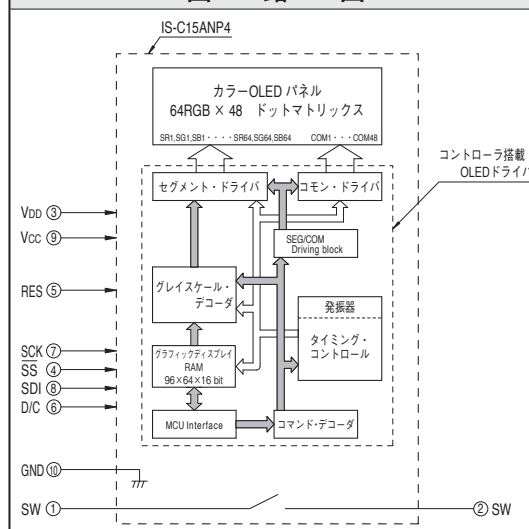 IS-C15ANP4
カラーOLED パネル
64RGB × 48 ドットマトリックス
SR1,SG1,SB1・・・・SR64,SG64,SB64 COM1・・・COM48
コントローラ搭載
OLEDドライバ
セグメント・ドライバ
コモン・ドライバ
SEG/COM
Driving block
VDD ③
VCC ⑨
RES ⑤
SCK ⑦
SS ④
SDI ⑧
D/C ⑥
GND ⑩
グレイスケール・
デコーダ
発振器
タイミング・
コントロール
グラフィックディスプレイ
RAM
96×64×16 bit
MCU Interface
コマンド・デコーダ
SW ①
② SW